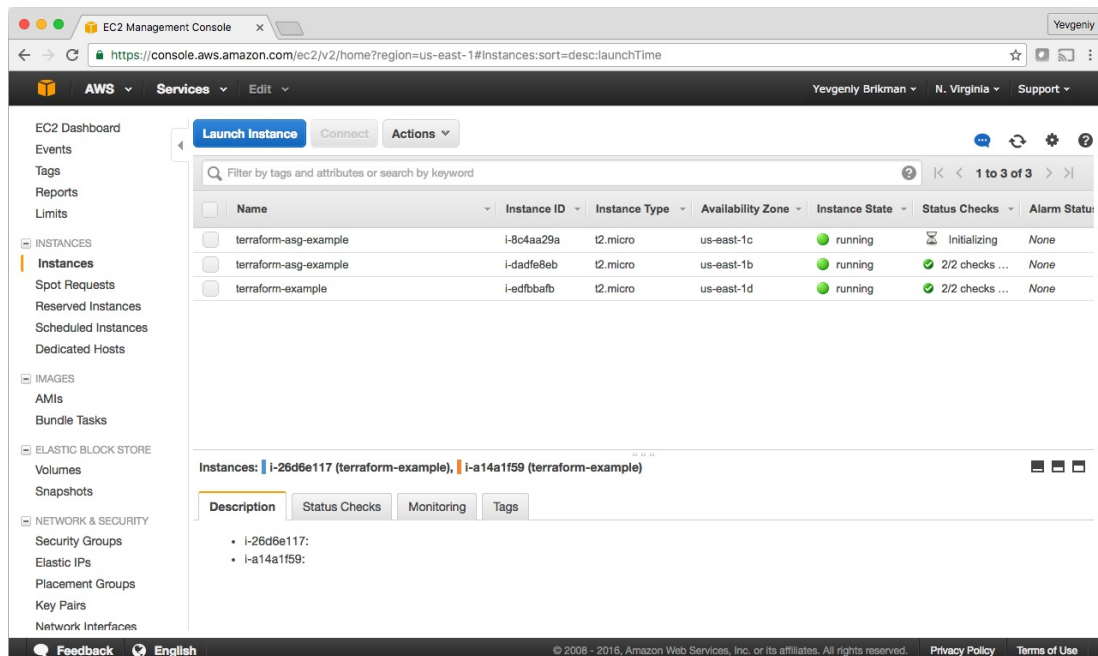 EC2 Management Console
Yevgeniy
https://console.aws.amazon.com/ec2/v2/home?region=us-east-1#Instances:sort=desc:launchTime
AWS Services Edit Yevgeniy Brikman N. Virginia Support
EC2 Dashboard
Events
Tags
Reports
Limits
INSTANCES
Instances
Spot Requests
Reserved Instances
Scheduled Instances
Dedicated Hosts
IMAGES
AMIs
Bundle Tasks
ELASTIC BLOCK STORE
Volumes
Snapshots
NETWORK & SECURITY
Security Groups
Elastic IPs
Placement Groups
Key Pairs
Network Interfaces
Launch Instance Connect Actions
Filter by tags and attributes or search by keyword 1 to 3 of 3
Name Instance ID Instance Type Availability Zone Instance State Status Checks Alarm Status
terraform-asg-example i-8c4aa29a t2.micro us-east-1c running Initializing None
terraform-asg-example i-dadfe8eb t2.micro us-east-1b running 2/2 checks ... None
terraform-example i-edfbbafb t2.micro us-east-1d running 2/2 checks ... None
Instances: i-26d6e117 (terraform-example), i-a14a1f59 (terraform-example)
Description Status Checks Monitoring Tags
• i-26d6e117:
• i-a14a1f59:
Feedback English © 2008 - 2016, Amazon Web Services, Inc. or its affiliates. All rights reserved. Privacy Policy Terms of Use